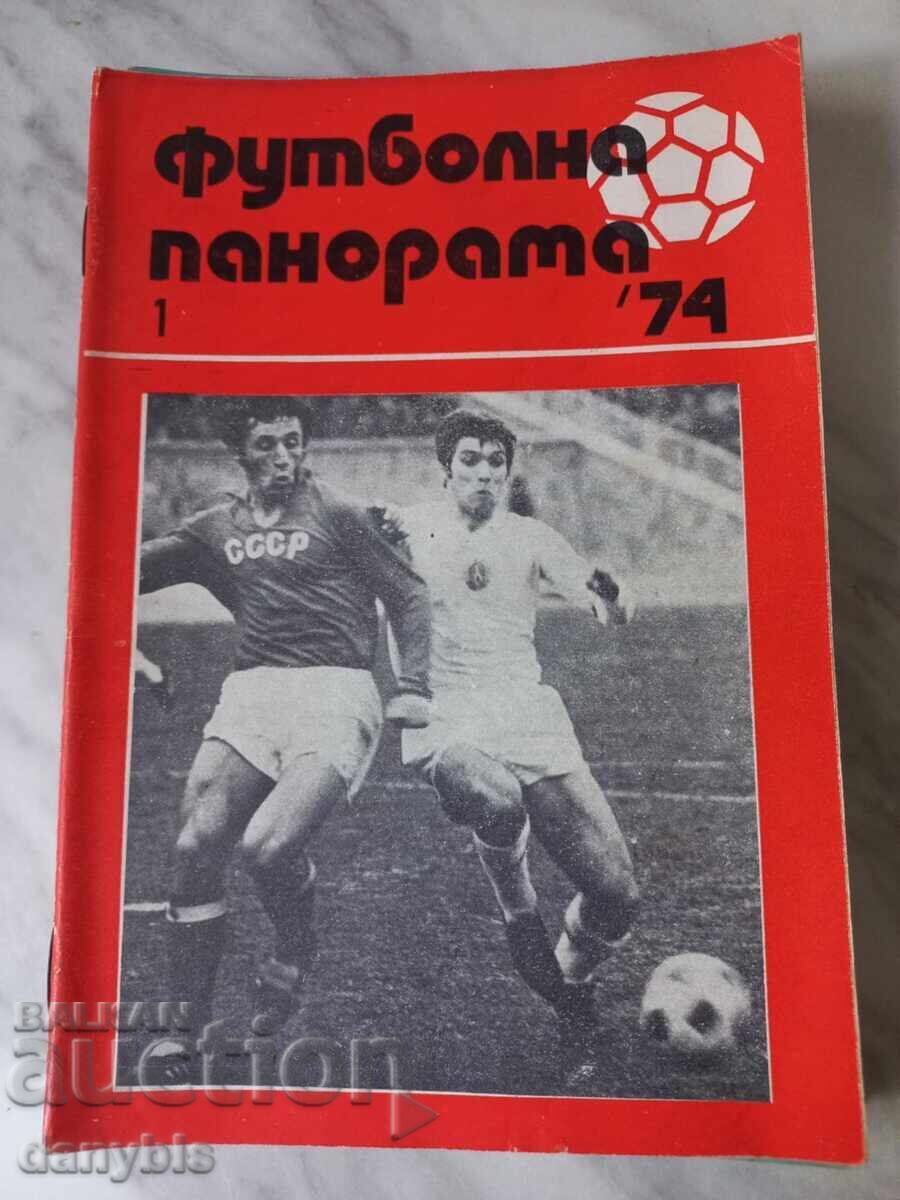 футболна
панорама
1 '74
СССР
BALKAN
auction
danybls